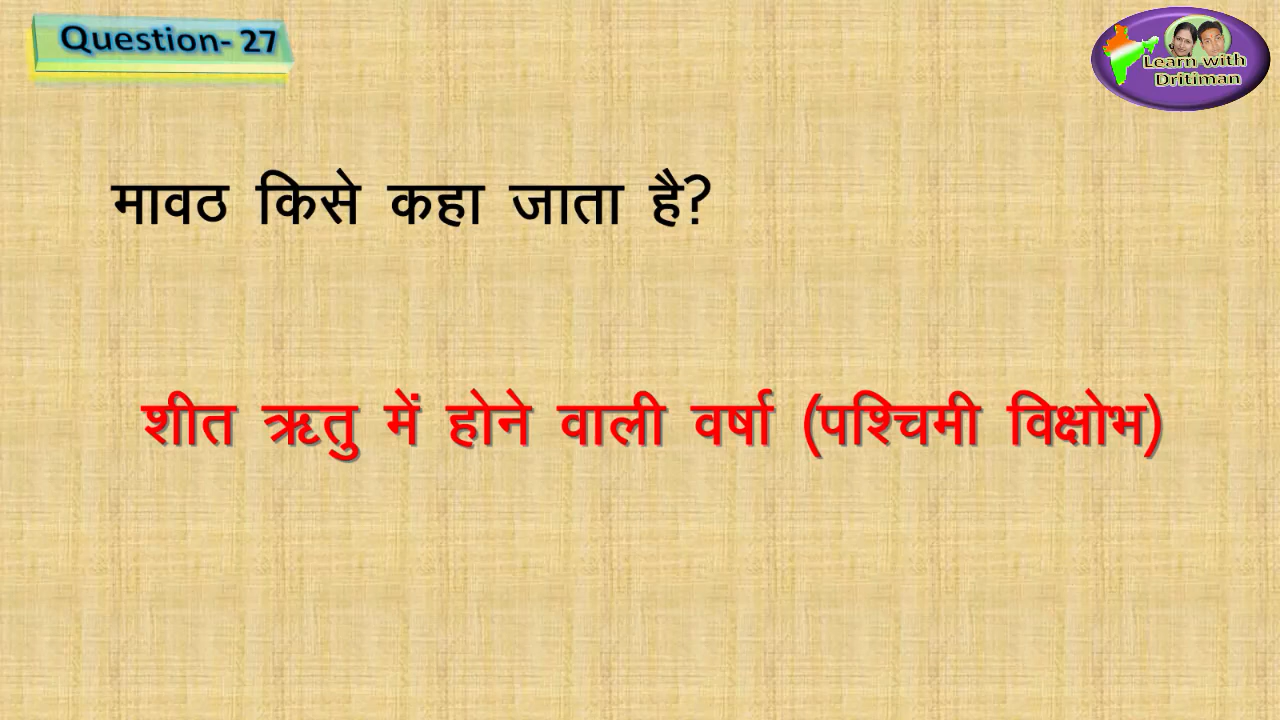 Question- 27
Learn with
Dritiman
मावठ किसे कहा जाता है?
शीत ऋतु में होने वाली वर्षा (पश्चिमी विक्षोभ)